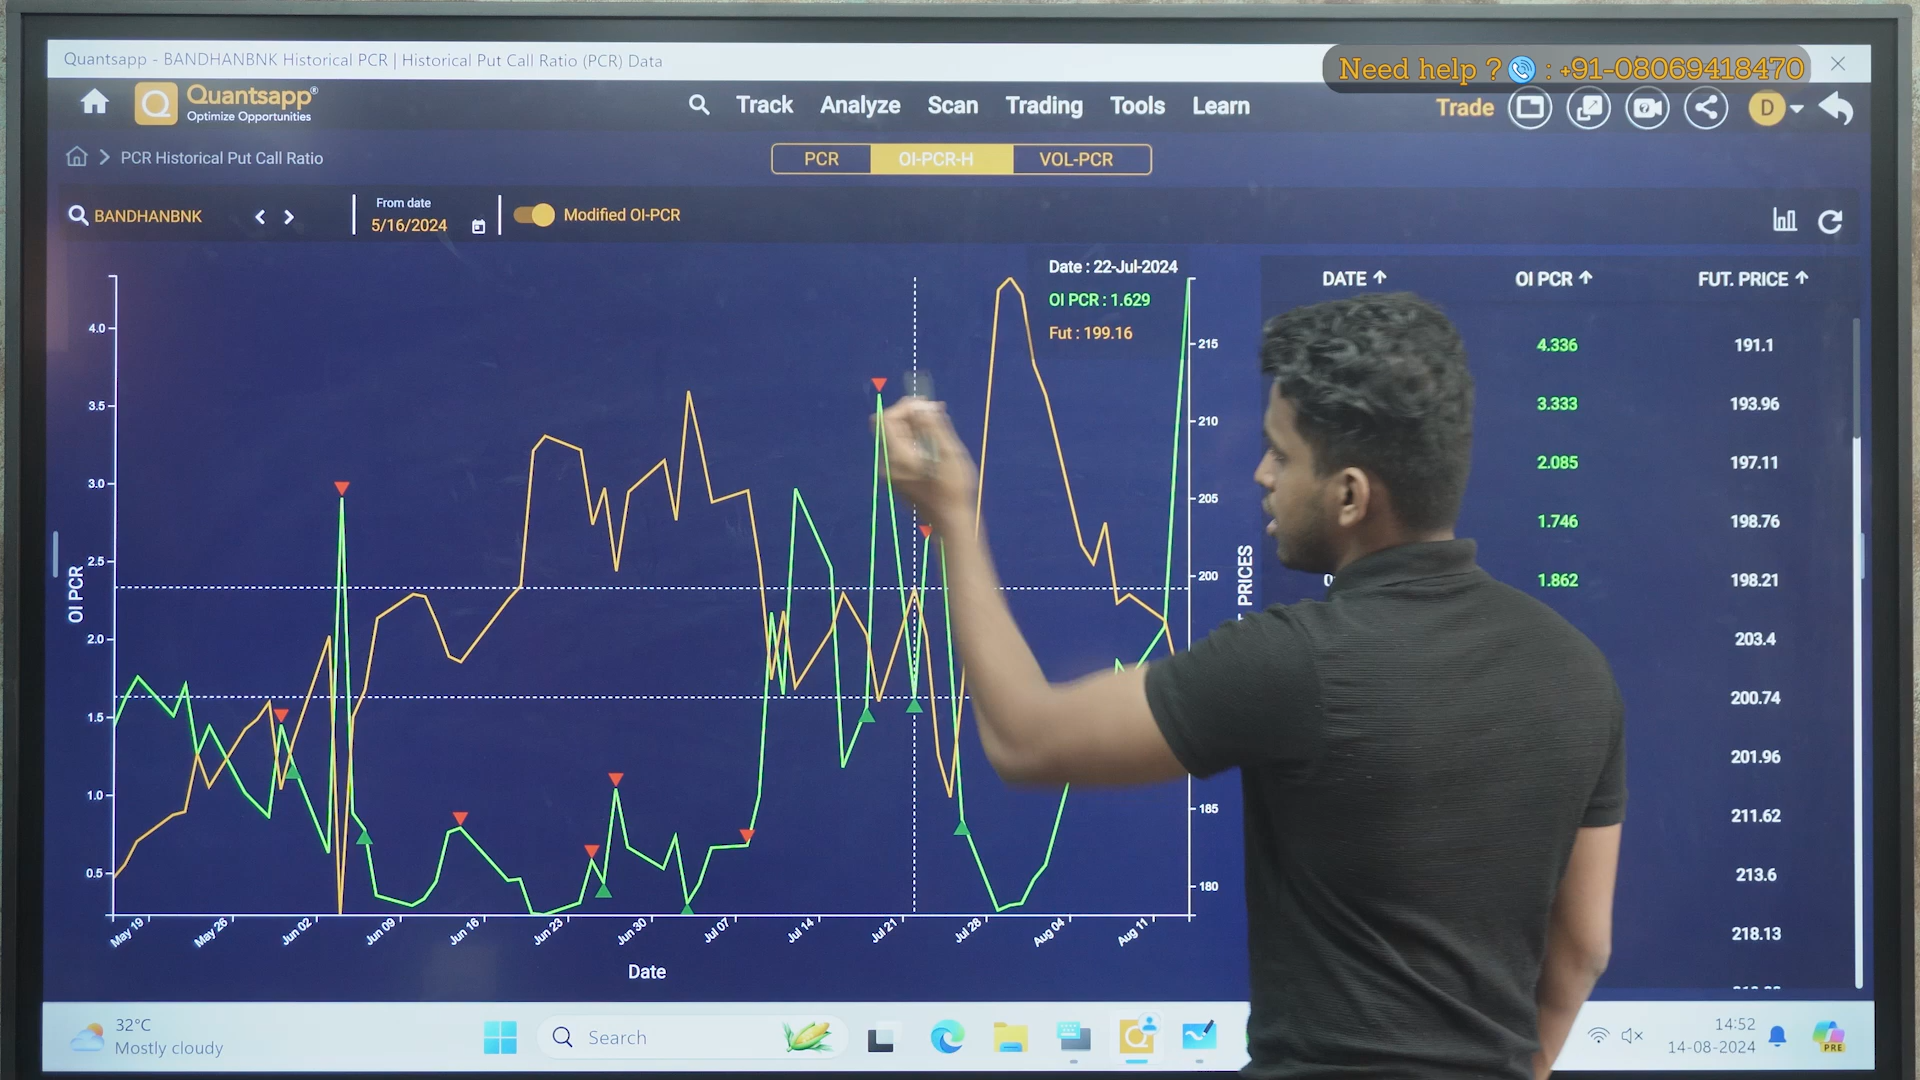 Quantsapp - BANDHANBNK Historical PCR | Historical Put Call Ratio (PCR) Data
Need help ? : +91-08069418470
Quantsapp®
Optimize Opportunities
Track Analyze Scan Trading Tools Learn
Trade
D
PCR Historical Put Call Ratio
PCR OI-PCR-H VOL-PCR
BANDHANBNK
From date
5/16/2024
Modified OI-PCR
Date : 22-Jul-2024
OI PCR : 1.629
Fut : 199.16
OI PCR
4.0
3.5
3.0
2.5
2.0
1.5
1.0
0.5
215
210
205
200
185
180
PRICES
May 19 May 26 Jun 02 Jun 09 Jun 16 Jun 23 Jun 30 Jul 07 Jul 14 Jul 21 Jul 28 Aug 04 Aug 11
Date
DATE OI PCR FUT. PRICE
4.336 191.1
3.333 193.96
2.085 197.11
1.746 198.76
1.862 198.21
203.4
200.74
201.96
211.62
213.6
218.13
32°C
Mostly cloudy
Search
14:52
14-08-2024
PRE